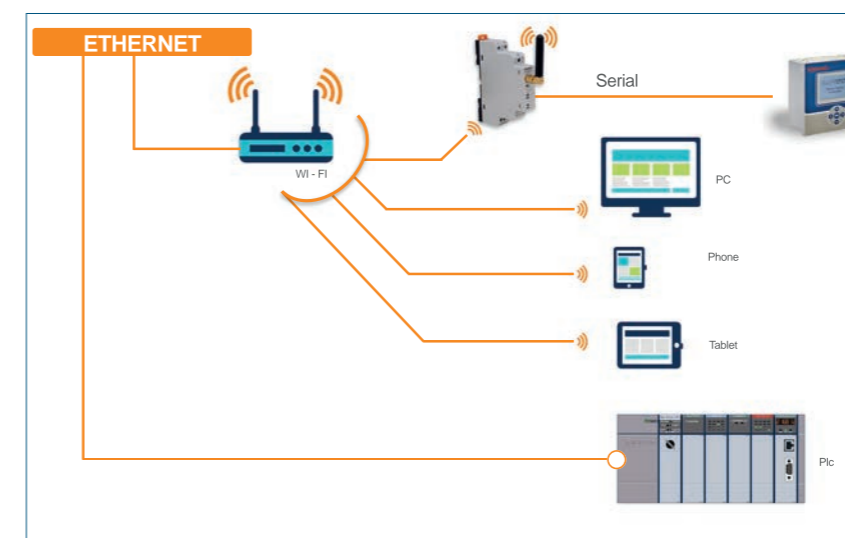 ETHERNET
Serial
WI - FI
PC
Phone
Tablet
Plc